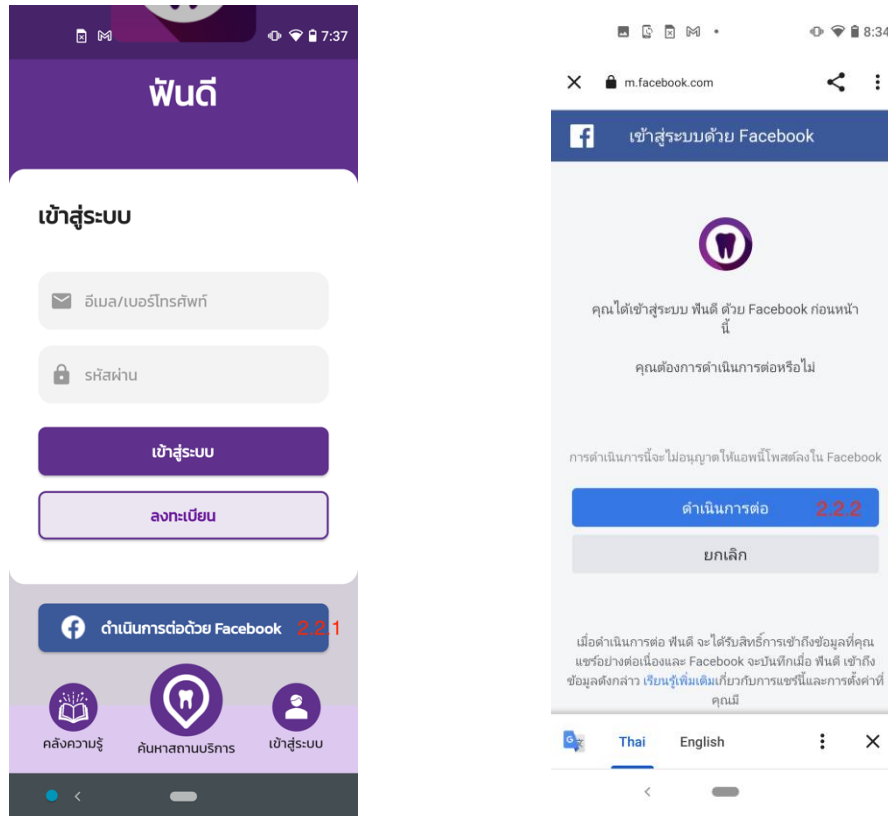 7:37
ฟันดี
เข้าสู่ระบบ
อีเมล/เบอร์โทรศัพท์
รหัสผ่าน
เข้าสู่ระบบ
ลงทะเบียน
ดำเนินการต่อด้วย Facebook 2.2.1
คลังความรู้
ค้นหาสถานบริการ
เข้าสู่ระบบ
8:34
m.facebook.com
เข้าสู่ระบบด้วย Facebook
คุณได้เข้าสู่ระบบ ฟันดี ด้วย Facebook ก่อนหน้า
นี้
คุณต้องการดำเนินการต่อหรือไม่
การดำเนินการนี้จะไม่อนุญาตให้แอพนี้โพสต์ลงใน Facebook
ดำเนินการต่อ 2.2.2
ยกเลิก
เมื่อดำเนินการต่อ ฟันดี จะได้รับสิทธิ์การเข้าถึงข้อมูลที่คุณ
แชร์อย่างต่อเนื่องและ Facebook จะบันทึกเมื่อ ฟันดี เข้าถึง
ข้อมูลดังกล่าว เรียนรู้เพิ่มเติมเกี่ยวกับการแชร์นี้และการตั้งค่าที่
คุณมี
Thai English